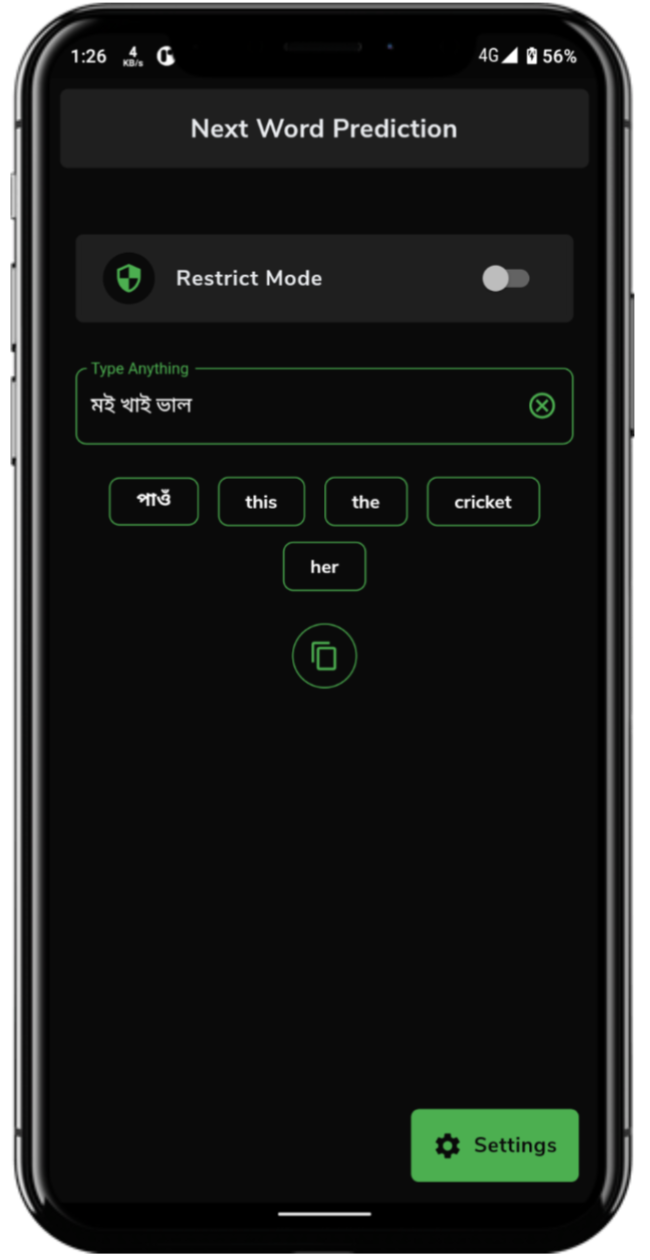 1:26 4 KB/s 4G 56%
Next Word Prediction
Restrict Mode
Type Anything
মই খাই ভাল
পাওঁ this the cricket
her
Settings